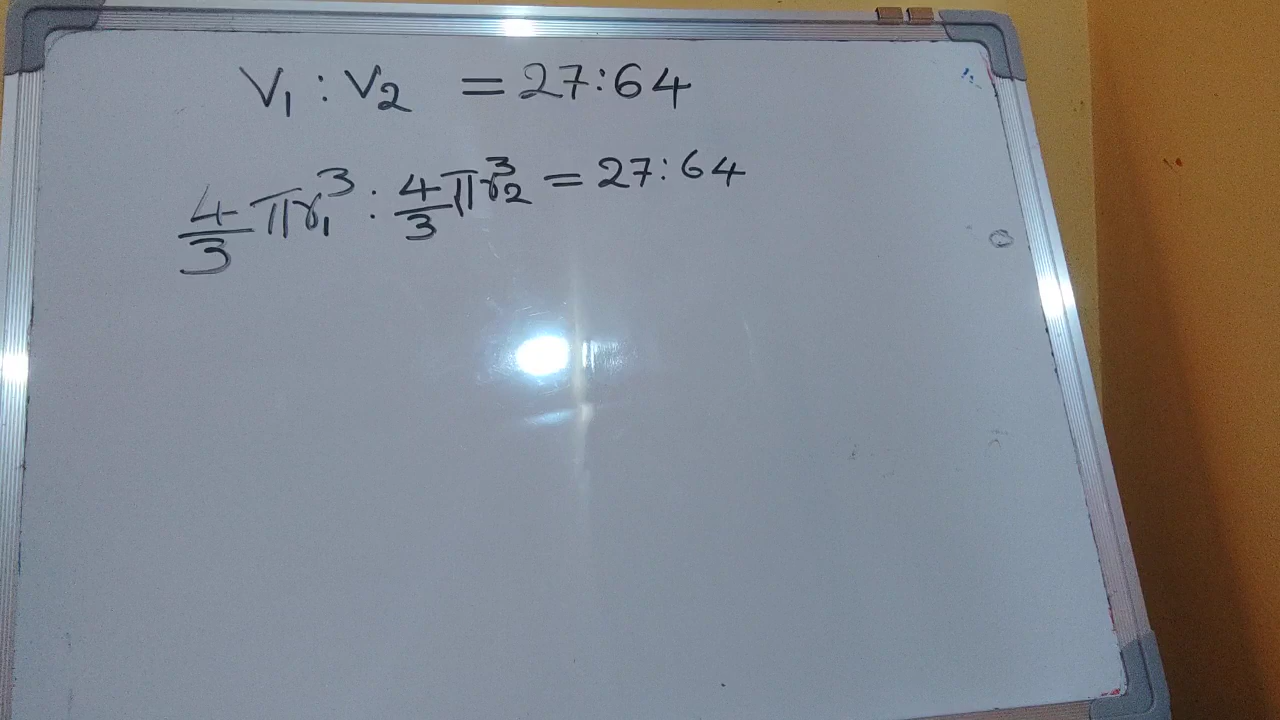 V₁ : V₂ = 27:64
4/3 πr₁³ : 4/3 πr₂³ = 27:64